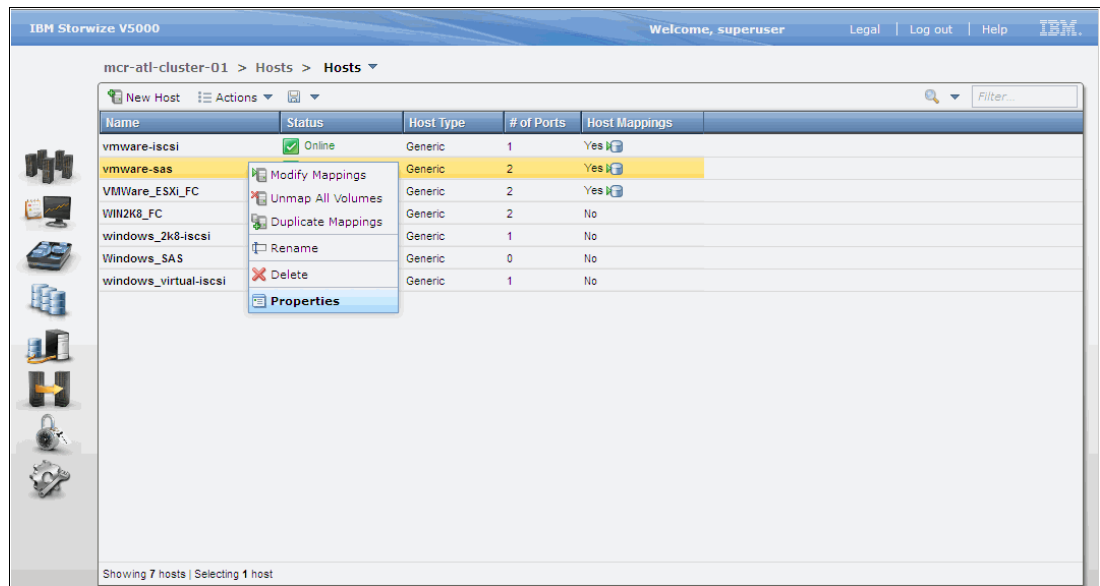 IBM Storwize V5000 Welcome, superuser Legal | Log out | Help IBM.
mcr-atl-cluster-01 > Hosts > Hosts
New Host Actions Filter...
Name Status Host Type # of Ports Host Mappings
vmware-iscsi Online Generic 1 Yes
vmware-sas Generic 2 Yes
Modify Mappings
VMWare_ESXi_FC Generic 2 Yes
Unmap All Volumes
WIN2K8_FC Generic 2 No
Duplicate Mappings
windows_2k8-iscsi Generic 1 No
Rename
Windows_SAS Generic 0 No
Delete
windows_virtual-iscsi Generic 1 No
Properties
Showing 7 hosts | Selecting 1 host